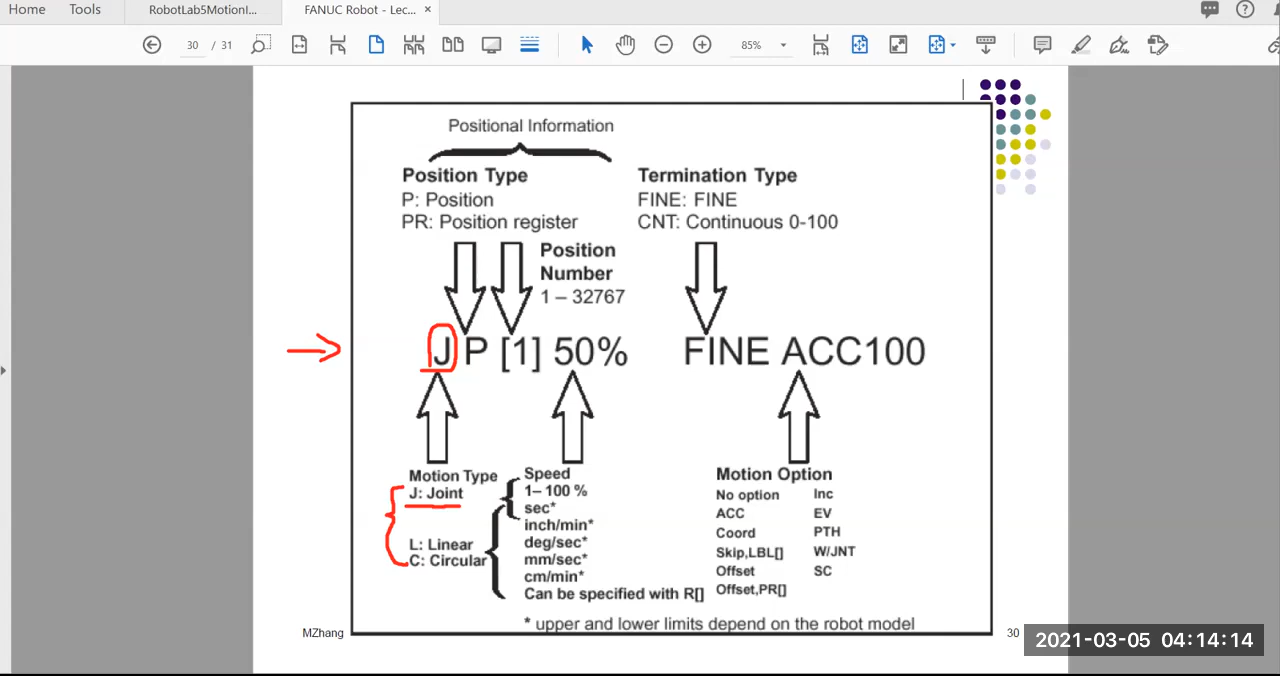 Home Tools RobotLab5MotionI... FANUC Robot - Lec... ×
30 / 31 85%
Positional Information
Position Type
P: Position
PR: Position register
Termination Type
FINE: FINE
CNT: Continuous 0-100
Position
Number
1 – 32767
J P [1] 50% FINE ACC100
Motion Type
J: Joint
L: Linear
C: Circular
Speed
1– 100 %
sec*
inch/min*
deg/sec*
mm/sec*
cm/min*
Can be specified with R[]
Motion Option
No option Inc
ACC EV
Coord PTH
Skip,LBL[] W/JNT
Offset SC
Offset,PR[]
* upper and lower limits depend on the robot model
MZhang 30
2021-03-05 04:14:14